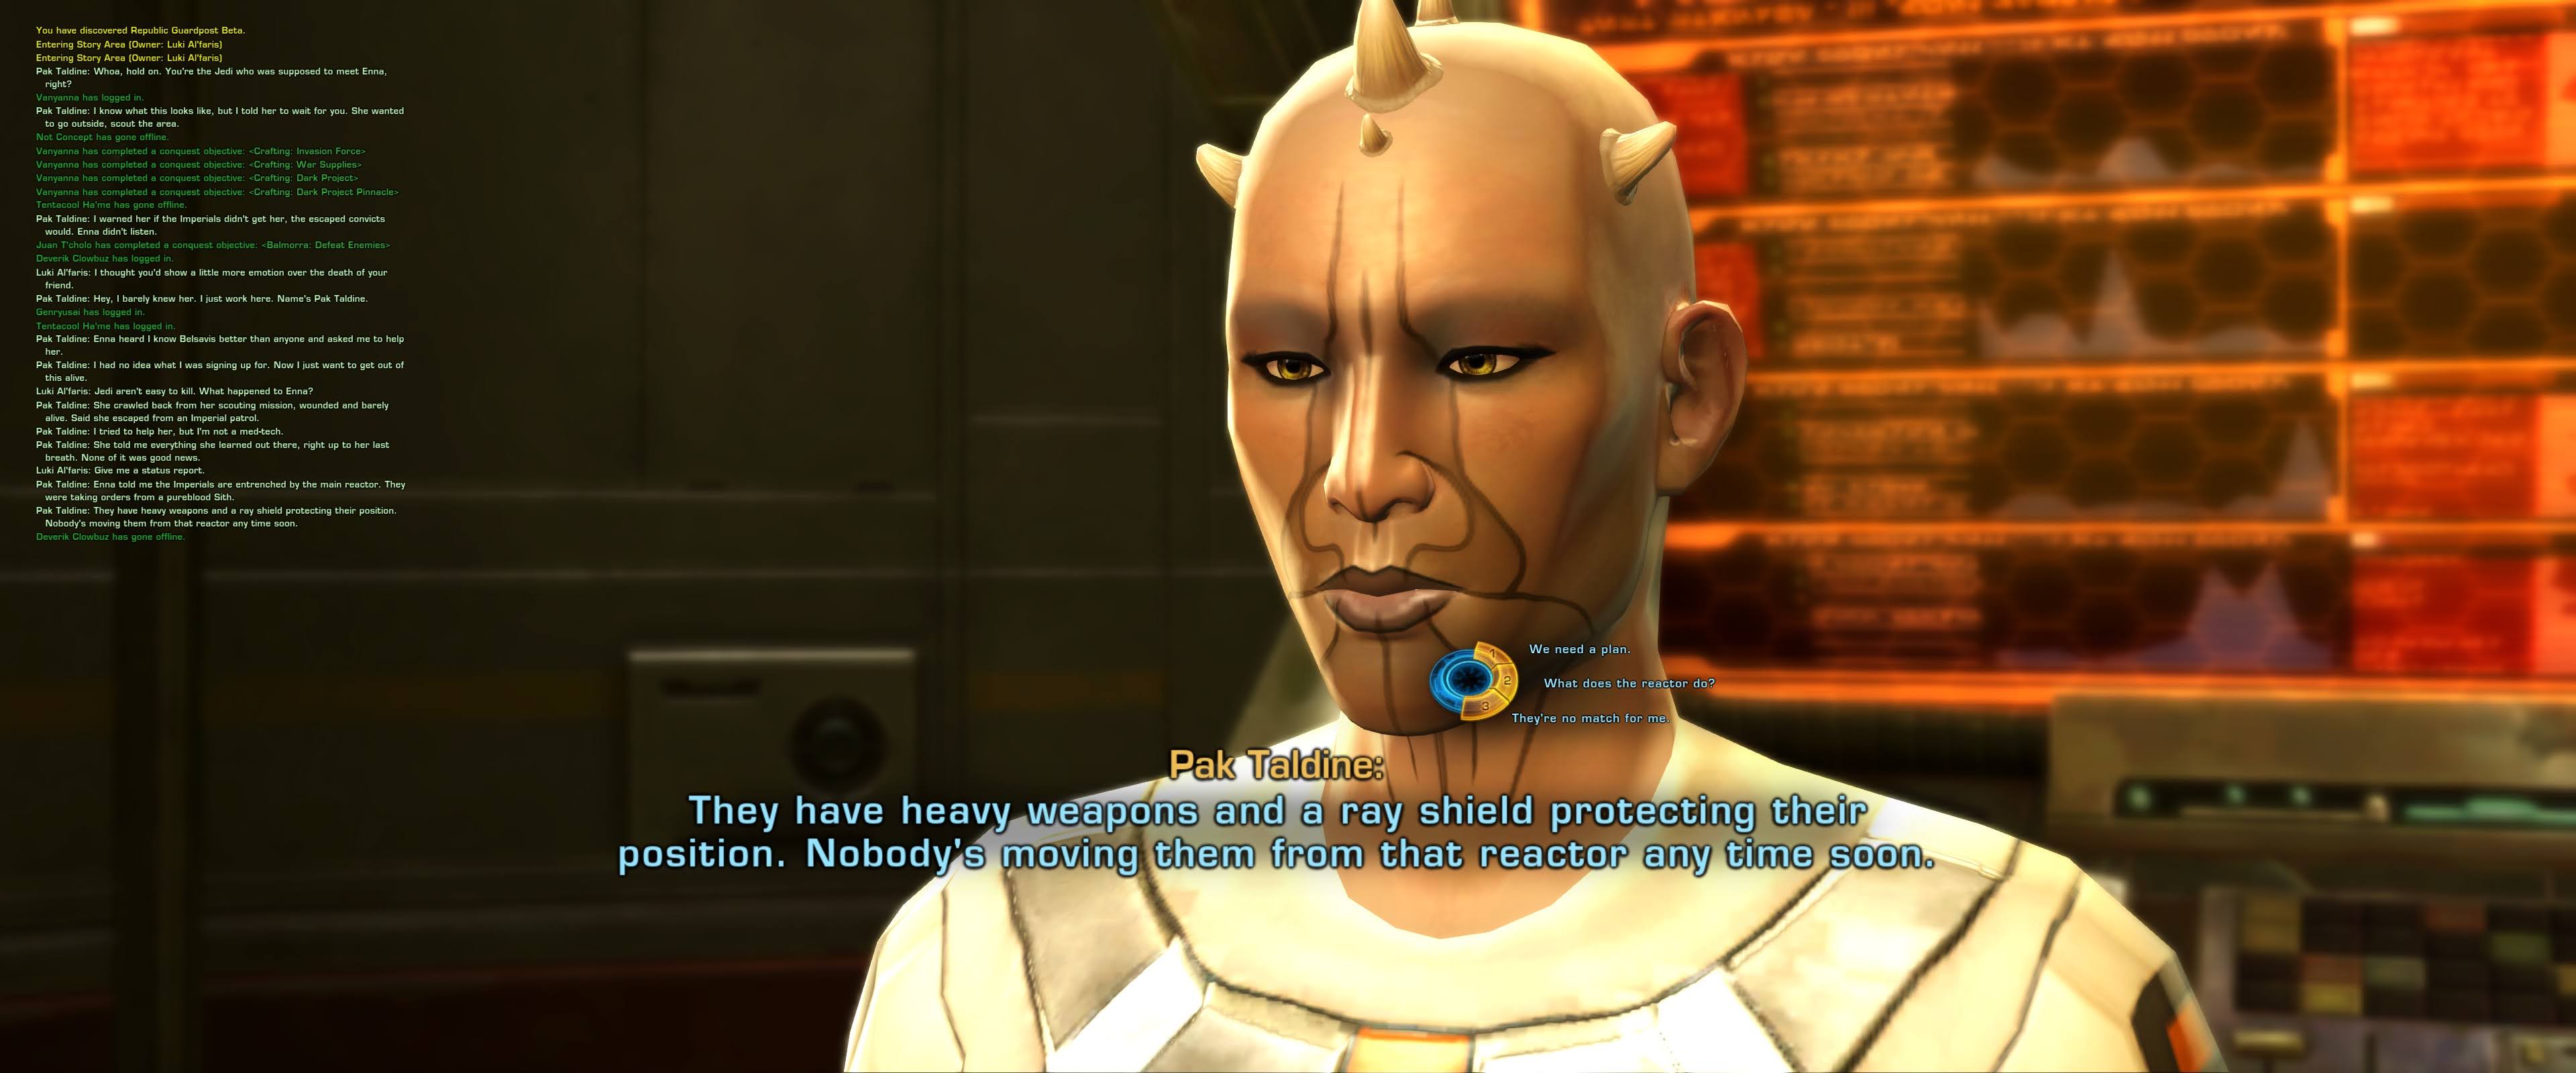 You have discovered Republic Guardpost Beta.
Entering Story Area (Owner: Luki Al'faris)
Entering Story Area (Owner: Luki Al'faris)
Pak Taldine: Whoa, hold on. You're the Jedi who was supposed to meet Enna,
right?
Vanyanna has logged in.
Pak Taldine: I know what this looks like, but I told her to wait for you. She wanted
to go outside, scout the area.
Not Concept has gone offline.
Vanyanna has completed a conquest objective: <Crafting: Invasion Force>
Vanyanna has completed a conquest objective: <Crafting: War Supplies>
Vanyanna has completed a conquest objective: <Crafting: Dark Project>
Vanyanna has completed a conquest objective: <Crafting: Dark Project Pinnacle>
Tentacool Ha'me has gone offline.
Pak Taldine: I warned her if the Imperials didn't get her, the escaped convicts
would. Enna didn't listen.
Juan T'cholo has completed a conquest objective: <Balmorra: Defeat Enemies>
Deverik Clowbuz has logged in.
Luki Al'faris: I thought you'd show a little more emotion over the death of your
friend.
Pak Taldine: Hey, I barely knew her. I just work here. Name's Pak Taldine.
Genryusai has logged in.
Tentacool Ha'me has logged in.
Pak Taldine: Enna heard I know Belsavis better than anyone and asked me to help
her.
Pak Taldine: I had no idea what I was signing up for. Now I just want to get out of
this alive.
Luki Al'faris: Jedi aren't easy to kill. What happened to Enna?
Pak Taldine: She crawled back from her scouting mission, wounded and barely
alive. Said she escaped from an Imperial patrol.
Pak Taldine: I tried to help her, but I'm not a med-tech.
Pak Taldine: She told me everything she learned out there, right up to her last
breath. None of it was good news.
Luki Al'faris: Give me a status report.
Pak Taldine: Enna told me the Imperials are entrenched by the main reactor. They
were taking orders from a pureblood Sith.
Pak Taldine: They have heavy weapons and a ray shield protecting their position.
Nobody's moving them from that reactor any time soon.
Deverik Clowbuz has gone offline.
1 We need a plan.
2 What does the reactor do?
3 They're no match for me.
Pak Taldine:
They have heavy weapons and a ray shield protecting their
position. Nobody's moving them from that reactor any time soon.